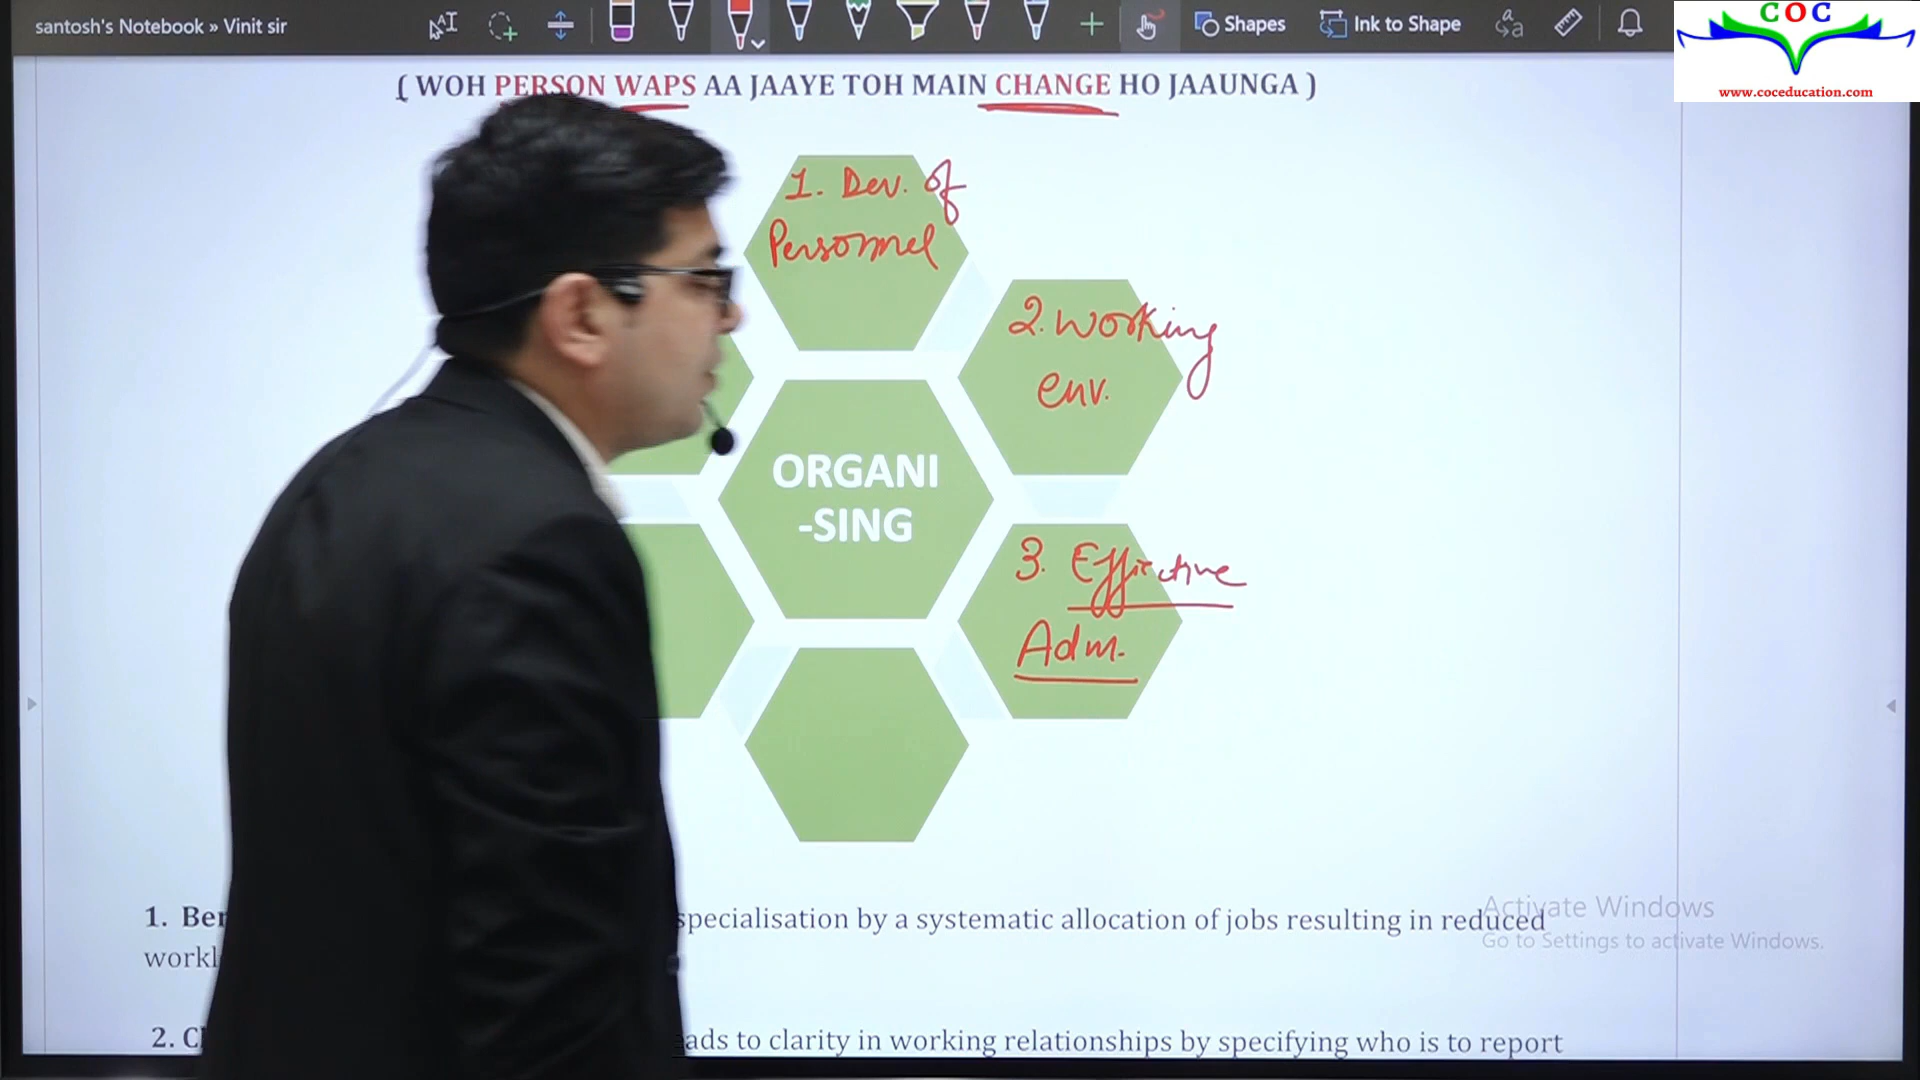 santosh's Notebook » Vinit sir
Shapes
Ink to Shape
COC
www.coceducation.com
( WOH PERSON WAPS AA JAAYE TOH MAIN CHANGE HO JAAUNGA )
1. Dev. of
Personnel
2. Working
env.
ORGANI
-SING
3. Effective
Adm.
1. specialisation by a systematic allocation of jobs resulting in reduced
2. to clarity in working relationships by specifying who is to report
Activate Windows
Go to Settings to activate Windows.